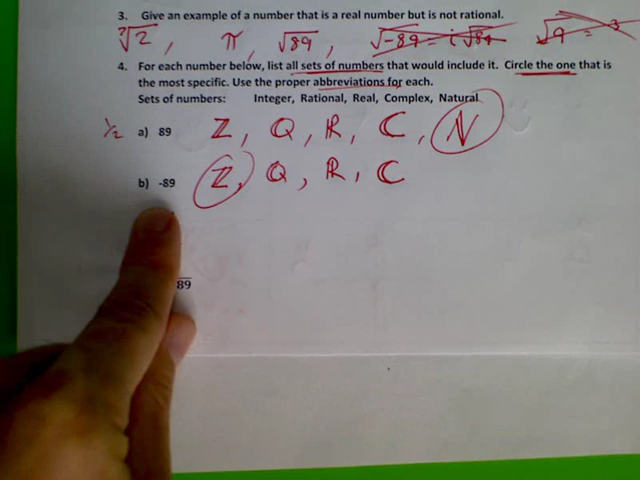 3. Give an example of a number that is a real number but is not rational.
∛2, π, √89, √-89 = i√89 √9 = 3
4. For each number below, list all sets of numbers that would include it. Circle the one that is
the most specific. Use the proper abbreviations for each.
Sets of numbers: Integer, Rational, Real, Complex, Natural
1/2 a) 89 ℤ, ℚ, ℝ, ℂ, ℕ
b) -89 ℤ, ℚ, ℝ, ℂ
89